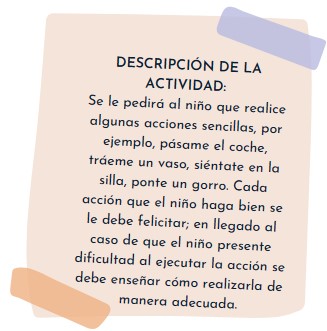 DESCRIPCIÓN DE LA
ACTIVIDAD:
Se le pedirá al niño que realice
algunas acciones sencillas, por
ejemplo, pásame el coche,
tráeme un vaso, siéntate en la
silla, ponte un gorro. Cada
acción que el niño haga bien se
le debe felicitar; en llegado al
caso de que el niño presente
dificultad al ejecutar la acción se
debe enseñar cómo realizarla de
manera adecuada.